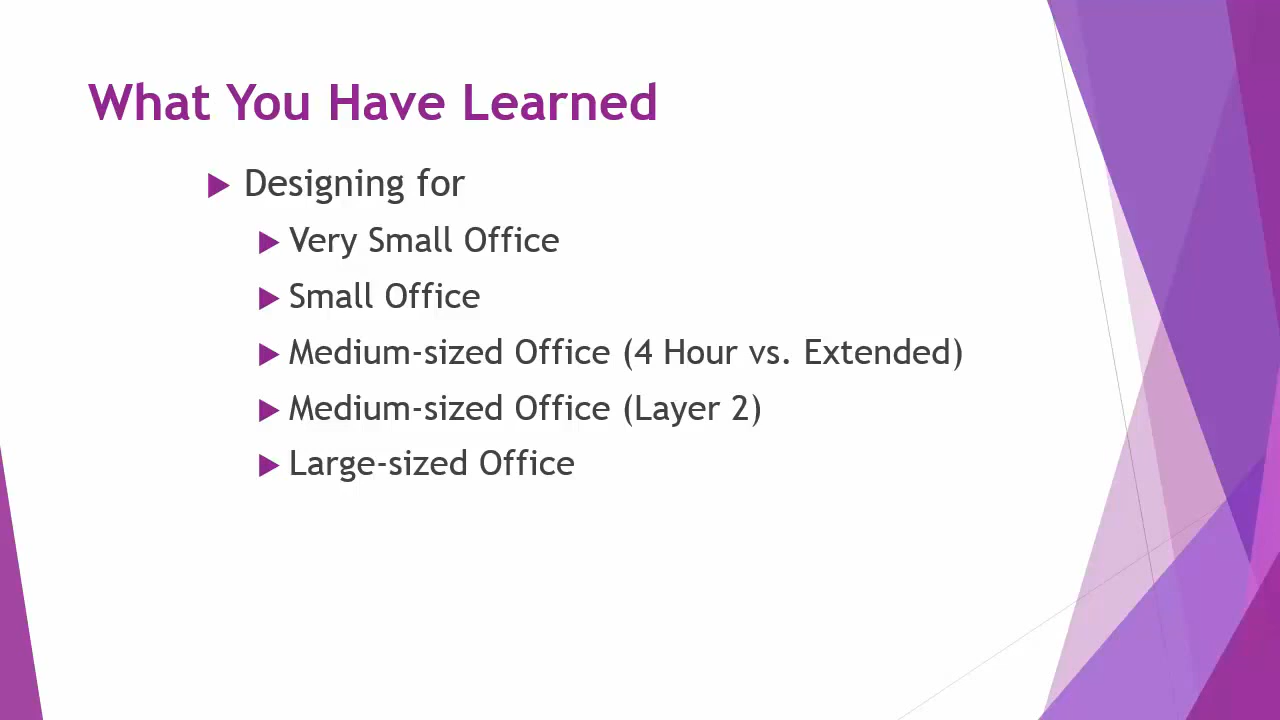 What You Have Learned
Designing for
Very Small Office
Small Office
Medium-sized Office (4 Hour vs. Extended)
Medium-sized Office (Layer 2)
Large-sized Office